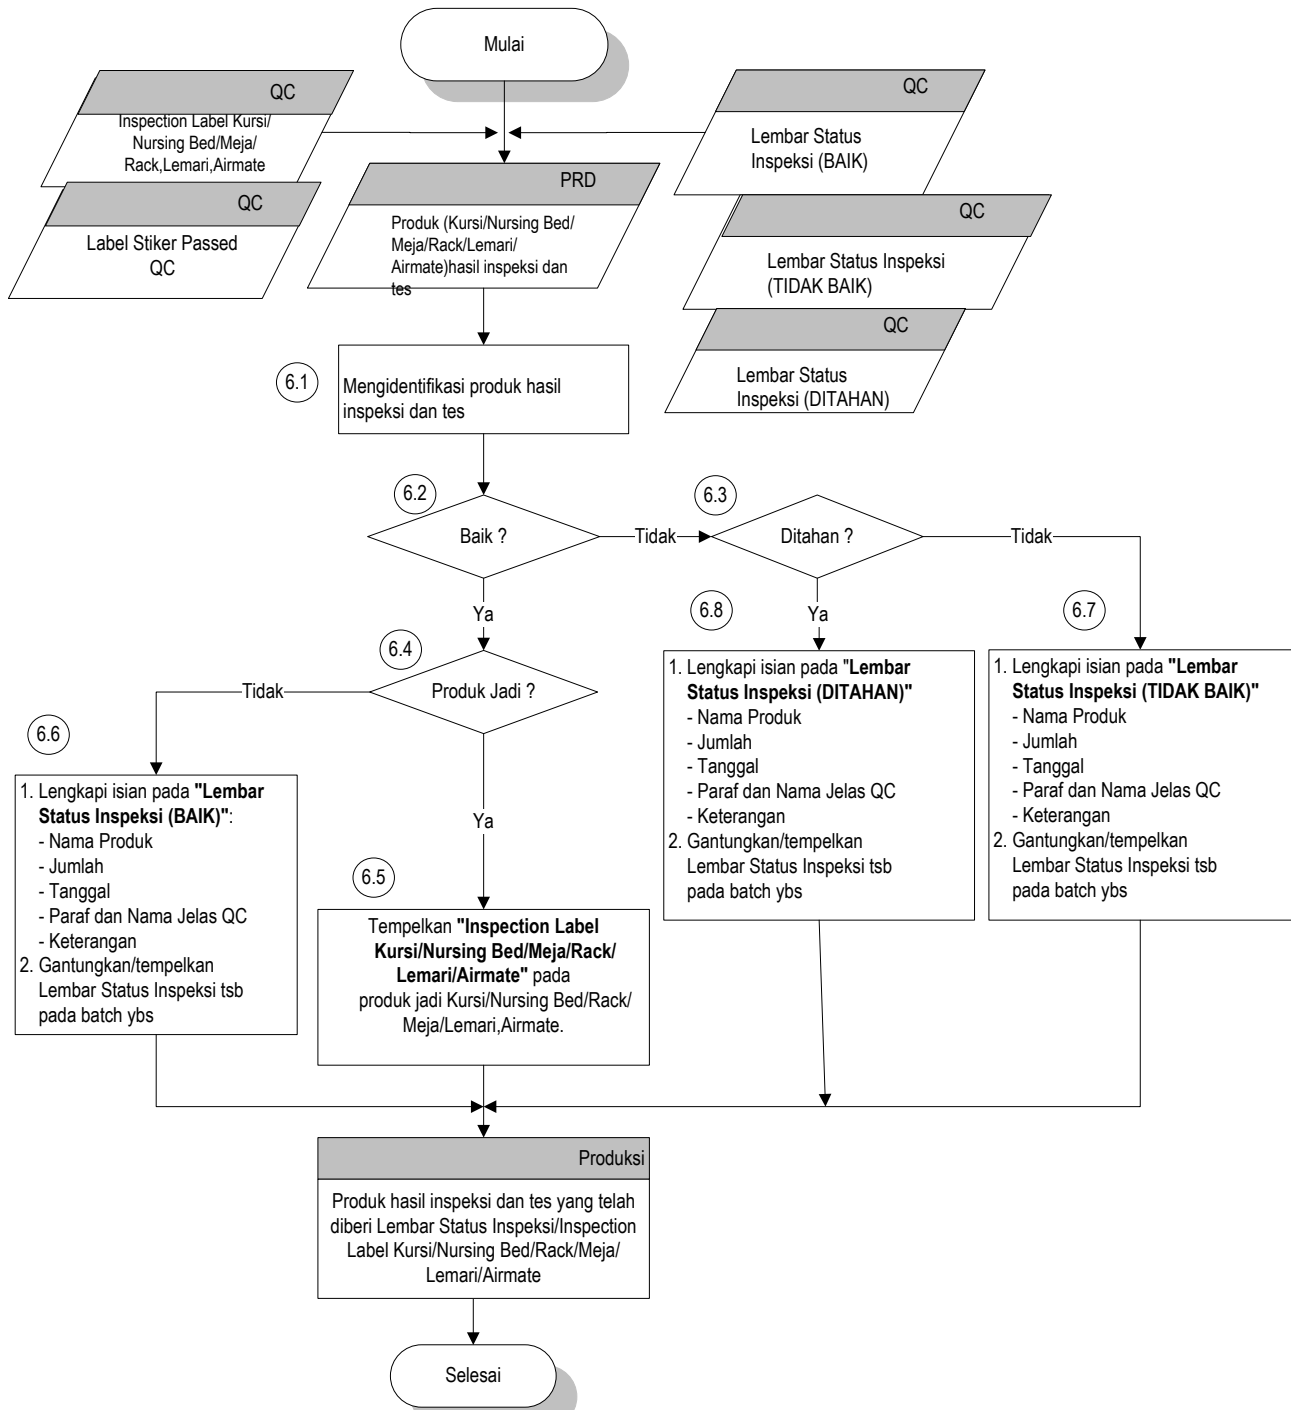 Mulai
QC
Inspection Label Kursi/
Nursing Bed/Meja/
Rack,Lemari,Airmate
QC
Label Stiker Passed
QC
PRD
Produk (Kursi/Nursing Bed/
Meja/Rack/Lemari/
Airmate)hasil inspeksi dan
tes
QC
Lembar Status
Inspeksi (BAIK)
QC
Lembar Status Inspeksi
(TIDAK BAIK)
QC
Lembar Status
Inspeksi (DITAHAN)
6.1
Mengidentifikasi produk hasil
inspeksi dan tes
6.2
Baik ?
Tidak
6.3
Ditahan ?
Tidak
Ya
6.8
Ya
6.7
6.4
Produk Jadi ?
Tidak
6.6
Ya
1. Lengkapi isian pada "Lembar
Status Inspeksi (DITAHAN)"
- Nama Produk
- Jumlah
- Tanggal
- Paraf dan Nama Jelas QC
- Keterangan
2. Gantungkan/tempelkan
Lembar Status Inspeksi tsb
pada batch ybs
1. Lengkapi isian pada "Lembar
Status Inspeksi (TIDAK BAIK)"
- Nama Produk
- Jumlah
- Tanggal
- Paraf dan Nama Jelas QC
- Keterangan
2. Gantungkan/tempelkan
Lembar Status Inspeksi tsb
pada batch ybs
1. Lengkapi isian pada "Lembar
Status Inspeksi (BAIK)":
- Nama Produk
- Jumlah
- Tanggal
- Paraf dan Nama Jelas QC
- Keterangan
2. Gantungkan/tempelkan
Lembar Status Inspeksi tsb
pada batch ybs
6.5
Tempelkan "Inspection Label
Kursi/Nursing Bed/Meja/Rack/
Lemari/Airmate" pada
produk jadi Kursi/Nursing Bed/Rack/
Meja/Lemari,Airmate.
Produksi
Produk hasil inspeksi dan tes yang telah
diberi Lembar Status Inspeksi/Inspection
Label Kursi/Nursing Bed/Rack/Meja/
Lemari/Airmate
Selesai